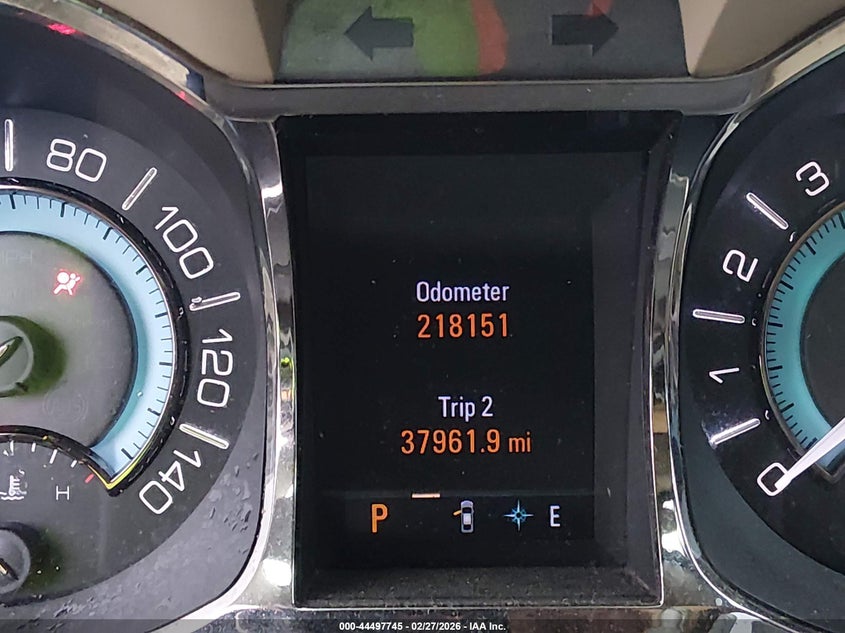 80
100
120
140
H
Odometer
218151
Trip 2
37961.9 mi
P
E
3
2
1
0
000-44497745 - 02/27/2026 - IAA Inc.